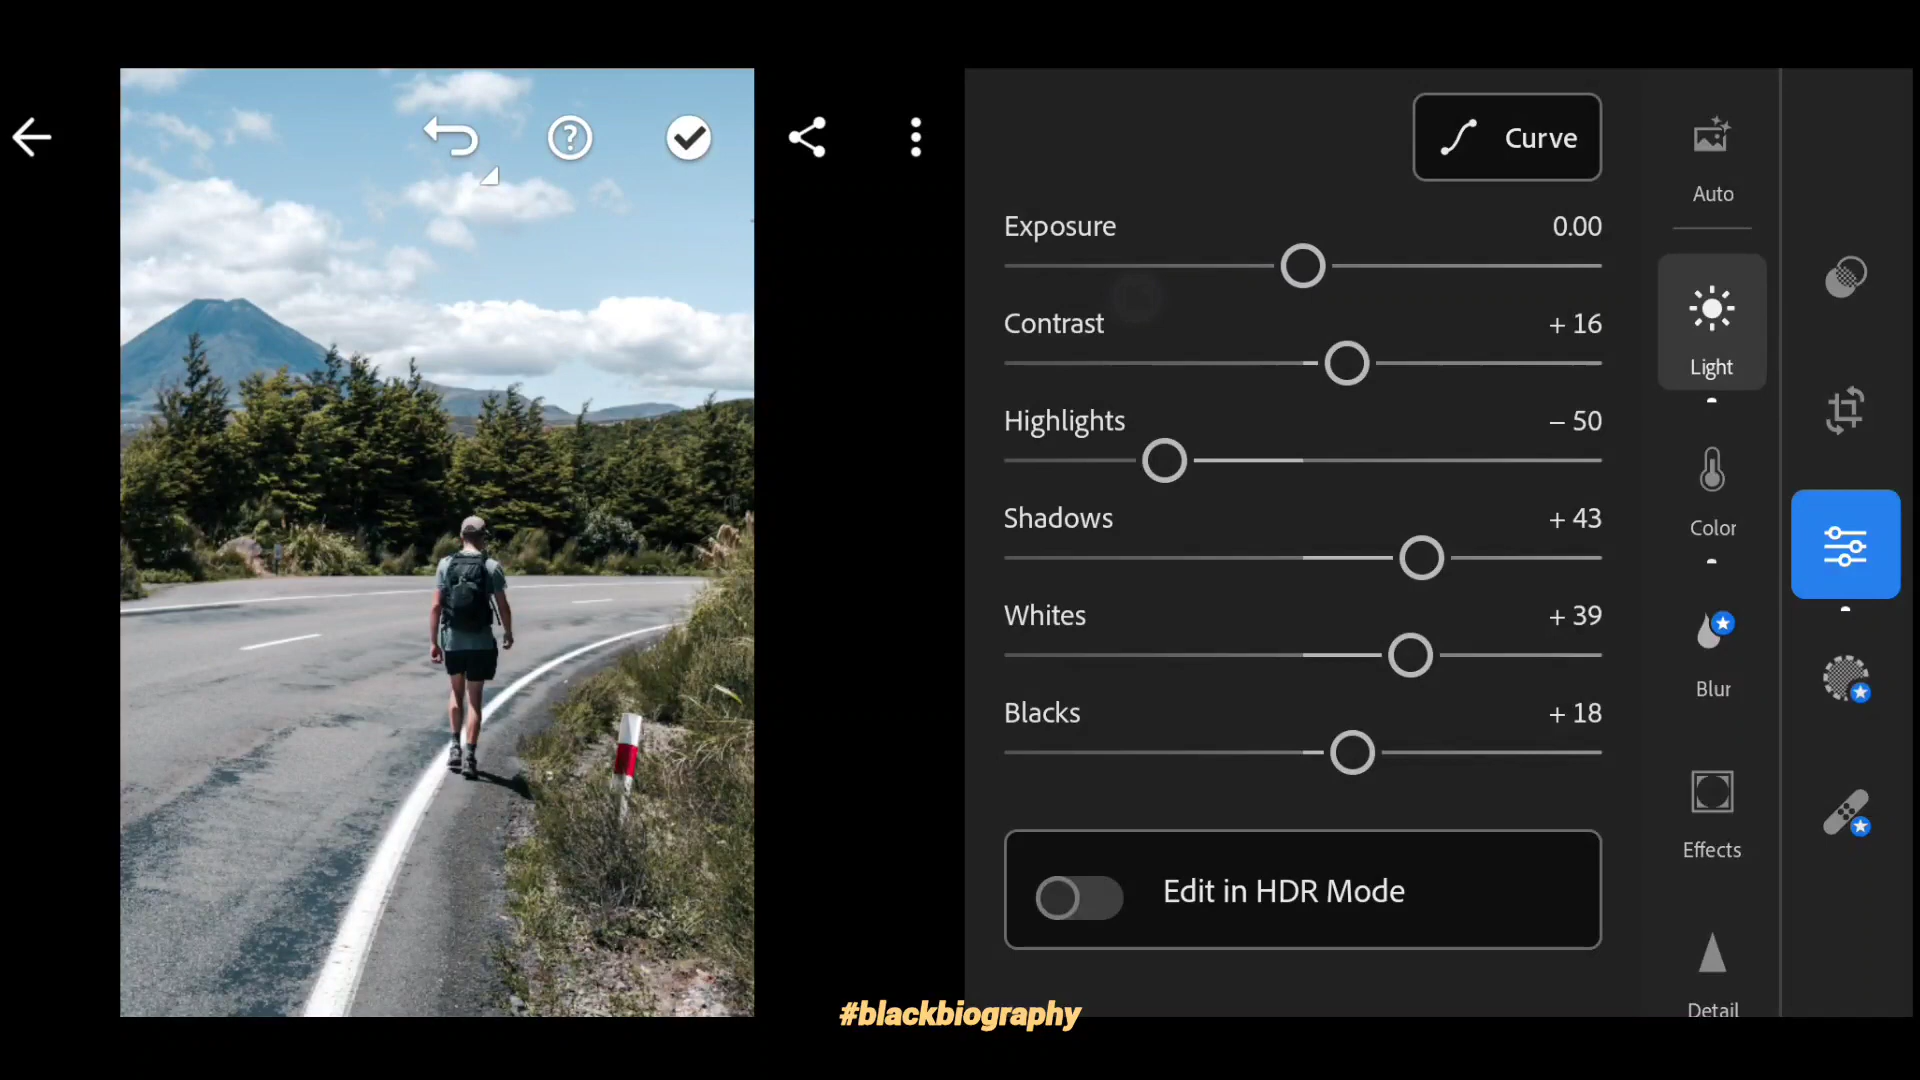 Curve
Auto
Exposure 0.00
Contrast + 16
Light
Highlights – 50
Shadows + 43
Color
Whites + 39
Blur
Blacks + 18
Effects
Edit in HDR Mode
Detail
#blackbiography